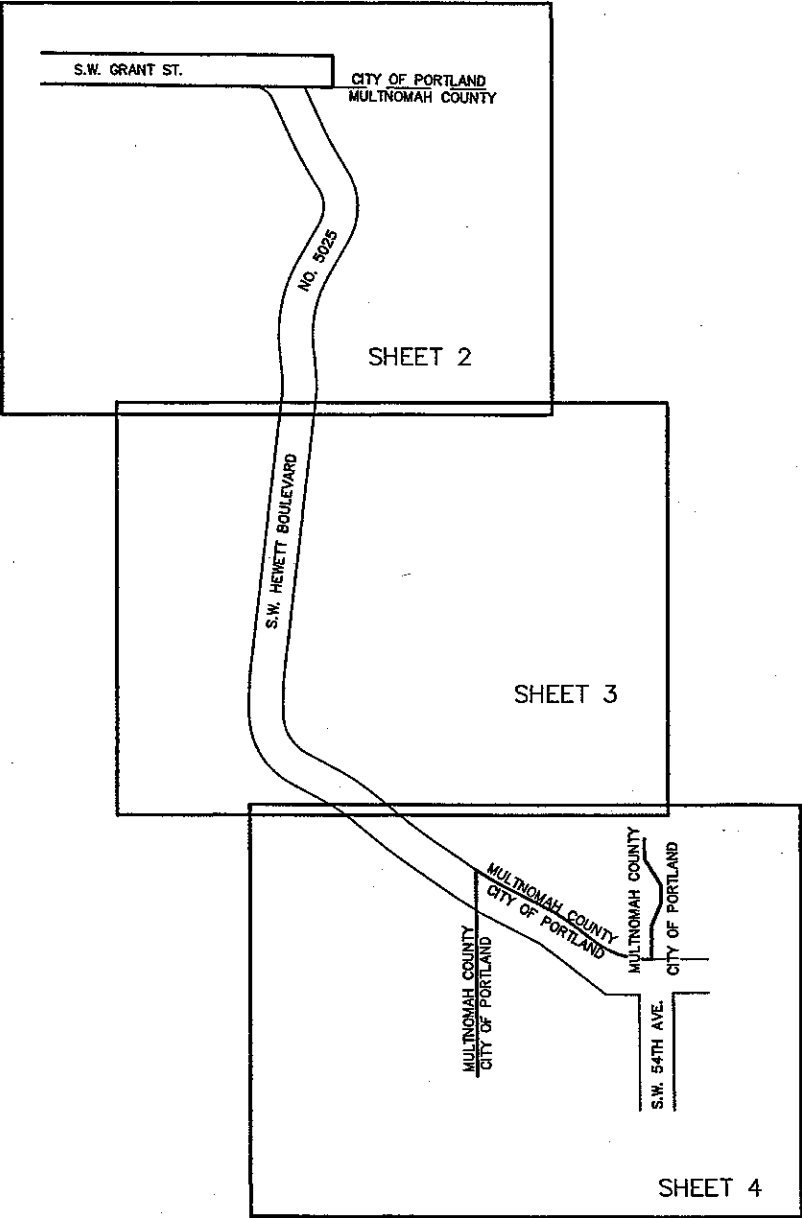 S.W. GRANT ST.
CITY OF PORTLAND
MULTNOMAH COUNTY
NO. 5025
SHEET 2
S.W. HEWETT BOULEVARD
SHEET 3
MULTNOMAH COUNTY
CITY OF PORTLAND
MULTNOMAH COUNTY
CITY OF PORTLAND
MULTNOMAH COUNTY
CITY OF PORTLAND
S.W. 54TH AVE.
SHEET 4